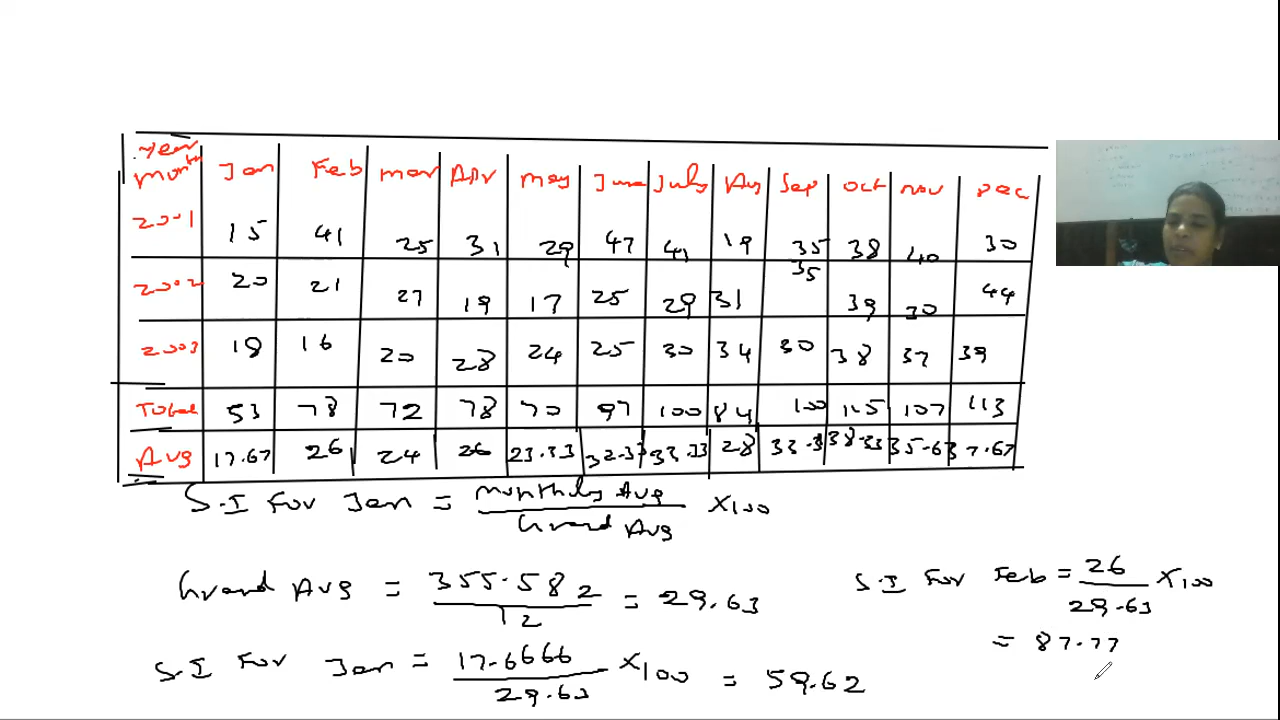 Year
Month Jan Feb mar Apr may June July Aug Sep Oct nov Dec
2001 15 41 25 31 29 47 41 19 35 38 40 30
2002 20 21 27 19 17 25 29 31 35 39 30 44
2003 18 16 20 28 24 25 30 34 30 38 37 39
Total 53 78 72 78 70 97 100 84 100 115 107 113
Avg 17.67 26 24 26 23.33 32.33 33.33 28 33.3 38.33 35.67 37.67
S.I For Jan = monthly Avg / Grand Avg ×100
Grand Avg = 355.582 / 12 = 29.63
S.I For Feb = 26 / 29.63 ×100
= 87.77
S.I For Jan = 17.6666 / 29.63 ×100 = 59.62